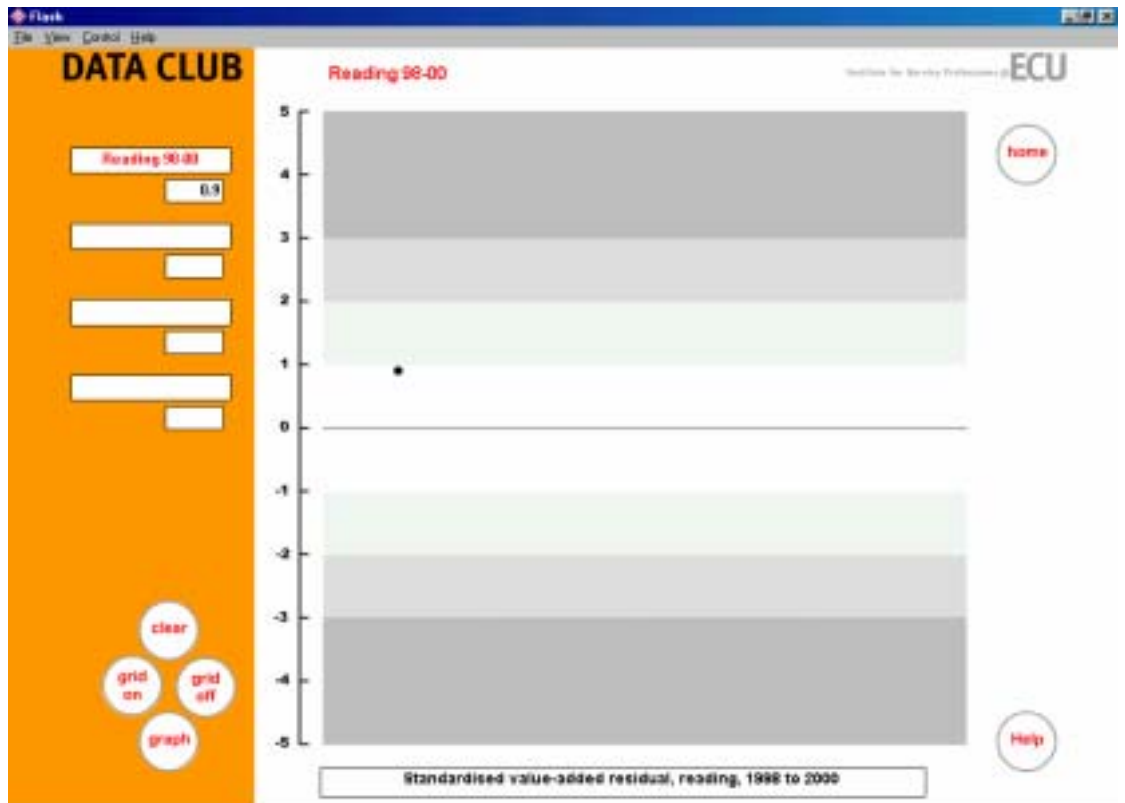 Flash
File View Control Help
DATA CLUB
Reading 98-00
ECU
Reading 98-00
0.9
home
5
4
3
2
1
0
-1
-2
-3
-4
-5
clear
grid on
grid off
graph
Help
Standardised value-added residual, reading, 1998 to 2000